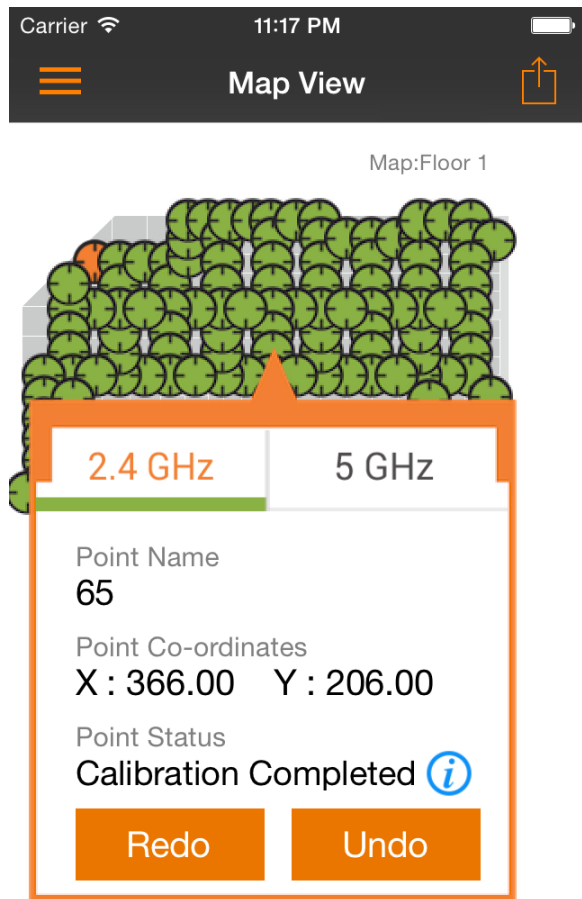 Carrier 11:17 PM
Map View
Map:Floor 1
2.4 GHz 5 GHz
Point Name
65
Point Co-ordinates
X : 366.00 Y : 206.00
Point Status
Calibration Completed i
Redo Undo